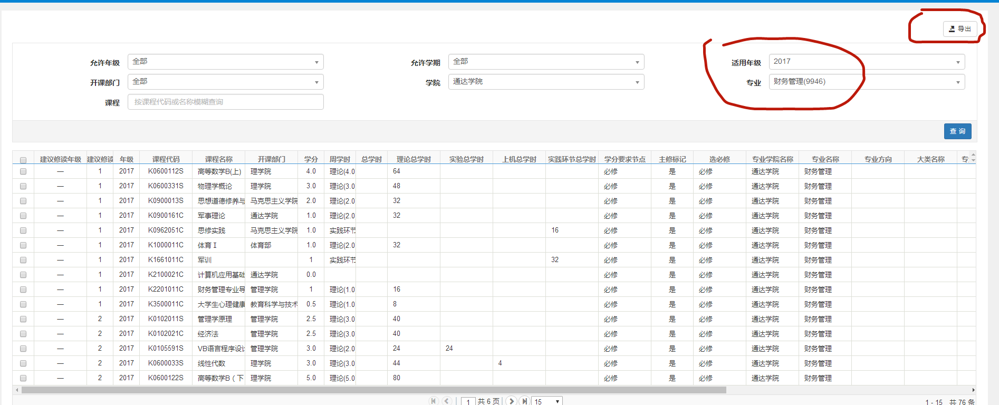 导出
允许年级 全部 允许学期 全部 适用年级 2017
开课部门 全部 学院 通达学院 专业 财务管理(9946)
课程 按课程代码或名称模糊查询
查 询
建议修读年级 建议修读 年级 课程代码 课程名称 开课部门 学分 周学时 总学时 理论总学时 实验总学时 上机总学时 实践环节总学时 学分要求节点 主修标记 选必修 专业学院名称 专业名称 专业方向 大类名称 专
— 1 2017 K0600112S 高等数学B(上) 理学院 4.0 理论(4.0 64 必修 是 必修 通达学院 财务管理
— 1 2017 K0600331S 物理学概论 理学院 3.0 理论(3.0 48 必修 是 必修 通达学院 财务管理
— 1 2017 K0900013S 思想道德修养与 马克思主义学院 2.0 理论(2.0 32 必修 是 必修 通达学院 财务管理
— 1 2017 K0900161C 军事理论 通达学院 1.0 理论(2.0 32 必修 是 必修 通达学院 财务管理
— 1 2017 K0962051C 思修实践 马克思主义学院 1.0 实践环节 16 必修 是 必修 通达学院 财务管理
— 1 2017 K1000011C 体育 I 体育部 1.0 理论(2.0 32 必修 是 必修 通达学院 财务管理
— 1 2017 K1661011C 军训 1 实践环节 32 必修 是 必修 通达学院 财务管理
— 1 2017 K2100021C 计算机应用基础 通达学院 0.0 必修 是 必修 通达学院 财务管理
— 1 2017 K2201011C 财务管理专业导 管理学院 1 理论(1.0 16 必修 是 必修 通达学院 财务管理
— 1 2017 K3500011C 大学生心理健康 教育科学与技术 0.5 理论(1.0 8 必修 是 必修 通达学院 财务管理
— 2 2017 K0102011S 管理学原理 管理学院 2.5 理论(3.0 40 必修 是 必修 通达学院 财务管理
— 2 2017 K0102021C 经济法 管理学院 2.5 理论(3.0 40 必修 是 必修 通达学院 财务管理
— 2 2017 K0105591S VB语言程序设计 管理学院 3.0 理论(2.0 24 24 必修 是 必修 通达学院 财务管理
— 2 2017 K0600033S 线性代数 理学院 3.0 理论(3.0 44 4 必修 是 必修 通达学院 财务管理
— 2 2017 K0600122S 高等数学B（下 理学院 5.0 理论(5.0 80 必修 是 必修 通达学院 财务管理
1 共 6 页 15 1 - 15 共 76 条